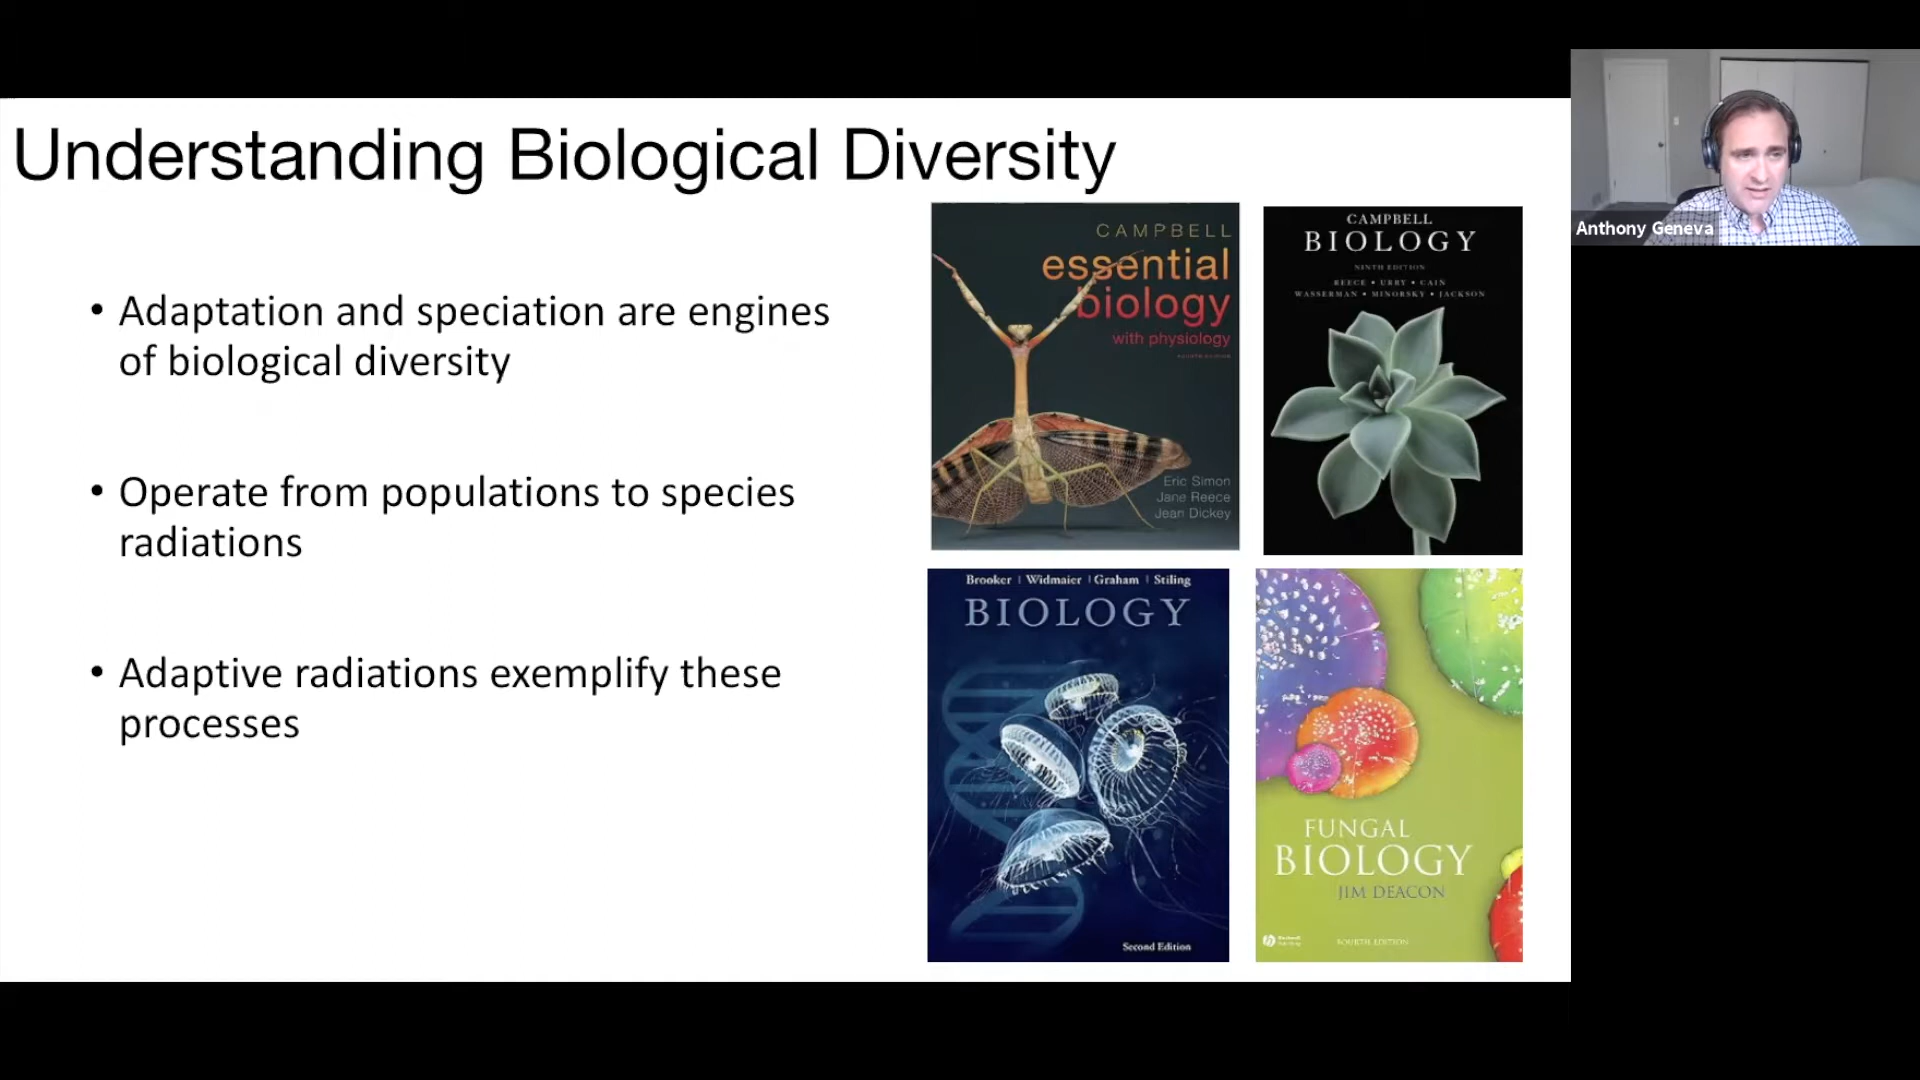 Understanding Biological Diversity
• Adaptation and speciation are engines
of biological diversity
• Operate from populations to species
radiations
• Adaptive radiations exemplify these
processes
CAMPBELL
essential
biology
with physiology
FOURTH EDITION
Eric Simon
Jane Reece
Jean Dickey
CAMPBELL
BIOLOGY
NINTH EDITION
REECE • URRY • CAIN
WASSERMAN • MINORSKY • JACKSON
Brooker | Widmaier | Graham | Stiling
BIOLOGY
Second Edition
FUNGAL
BIOLOGY
JIM DEACON
FOURTH EDITION
Anthony Geneva